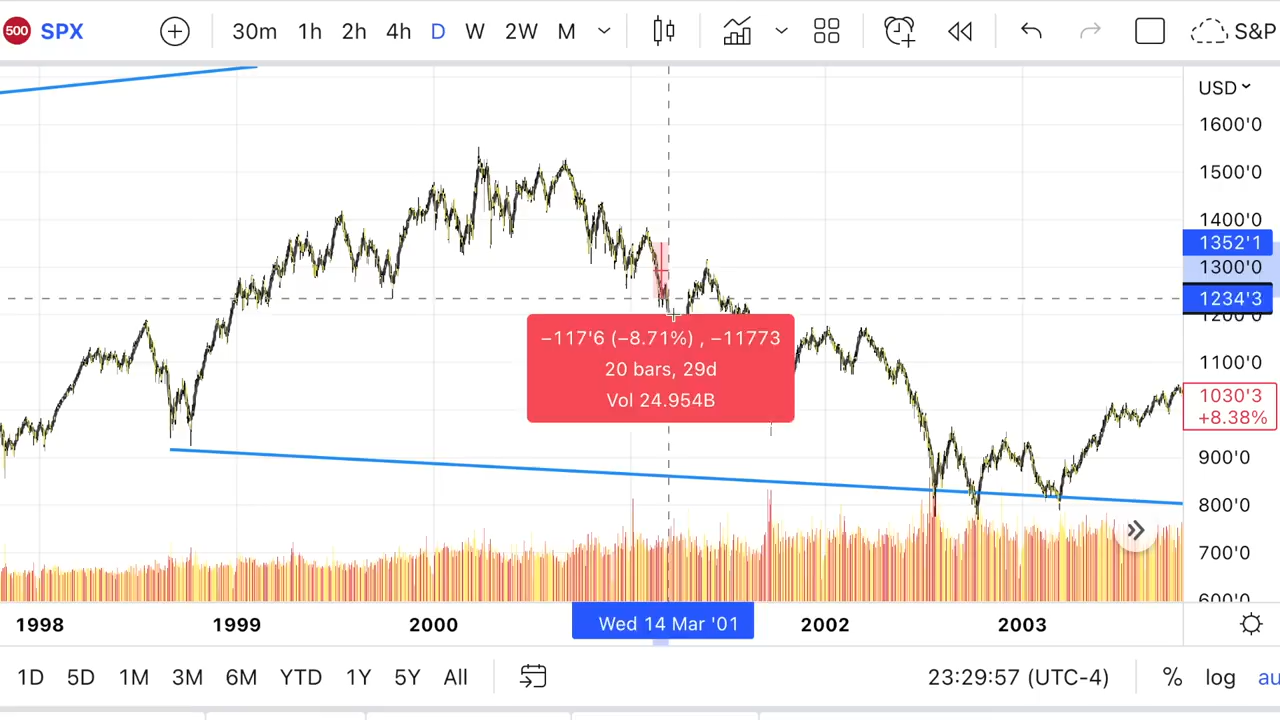 500 SPX 30m 1h 2h 4h D W 2W M S&P
USD
1600'0
1500'0
1400'0
1352'1
1300'0
1234'3
1200'0
1100'0
1030'3
+8.38%
900'0
800'0
700'0
600'0
−117'6 (−8.71%) , −11773
20 bars, 29d
Vol 24.954B
1998 1999 2000 Wed 14 Mar '01 2002 2003
1D 5D 1M 3M 6M YTD 1Y 5Y All 23:29:57 (UTC-4) % log au